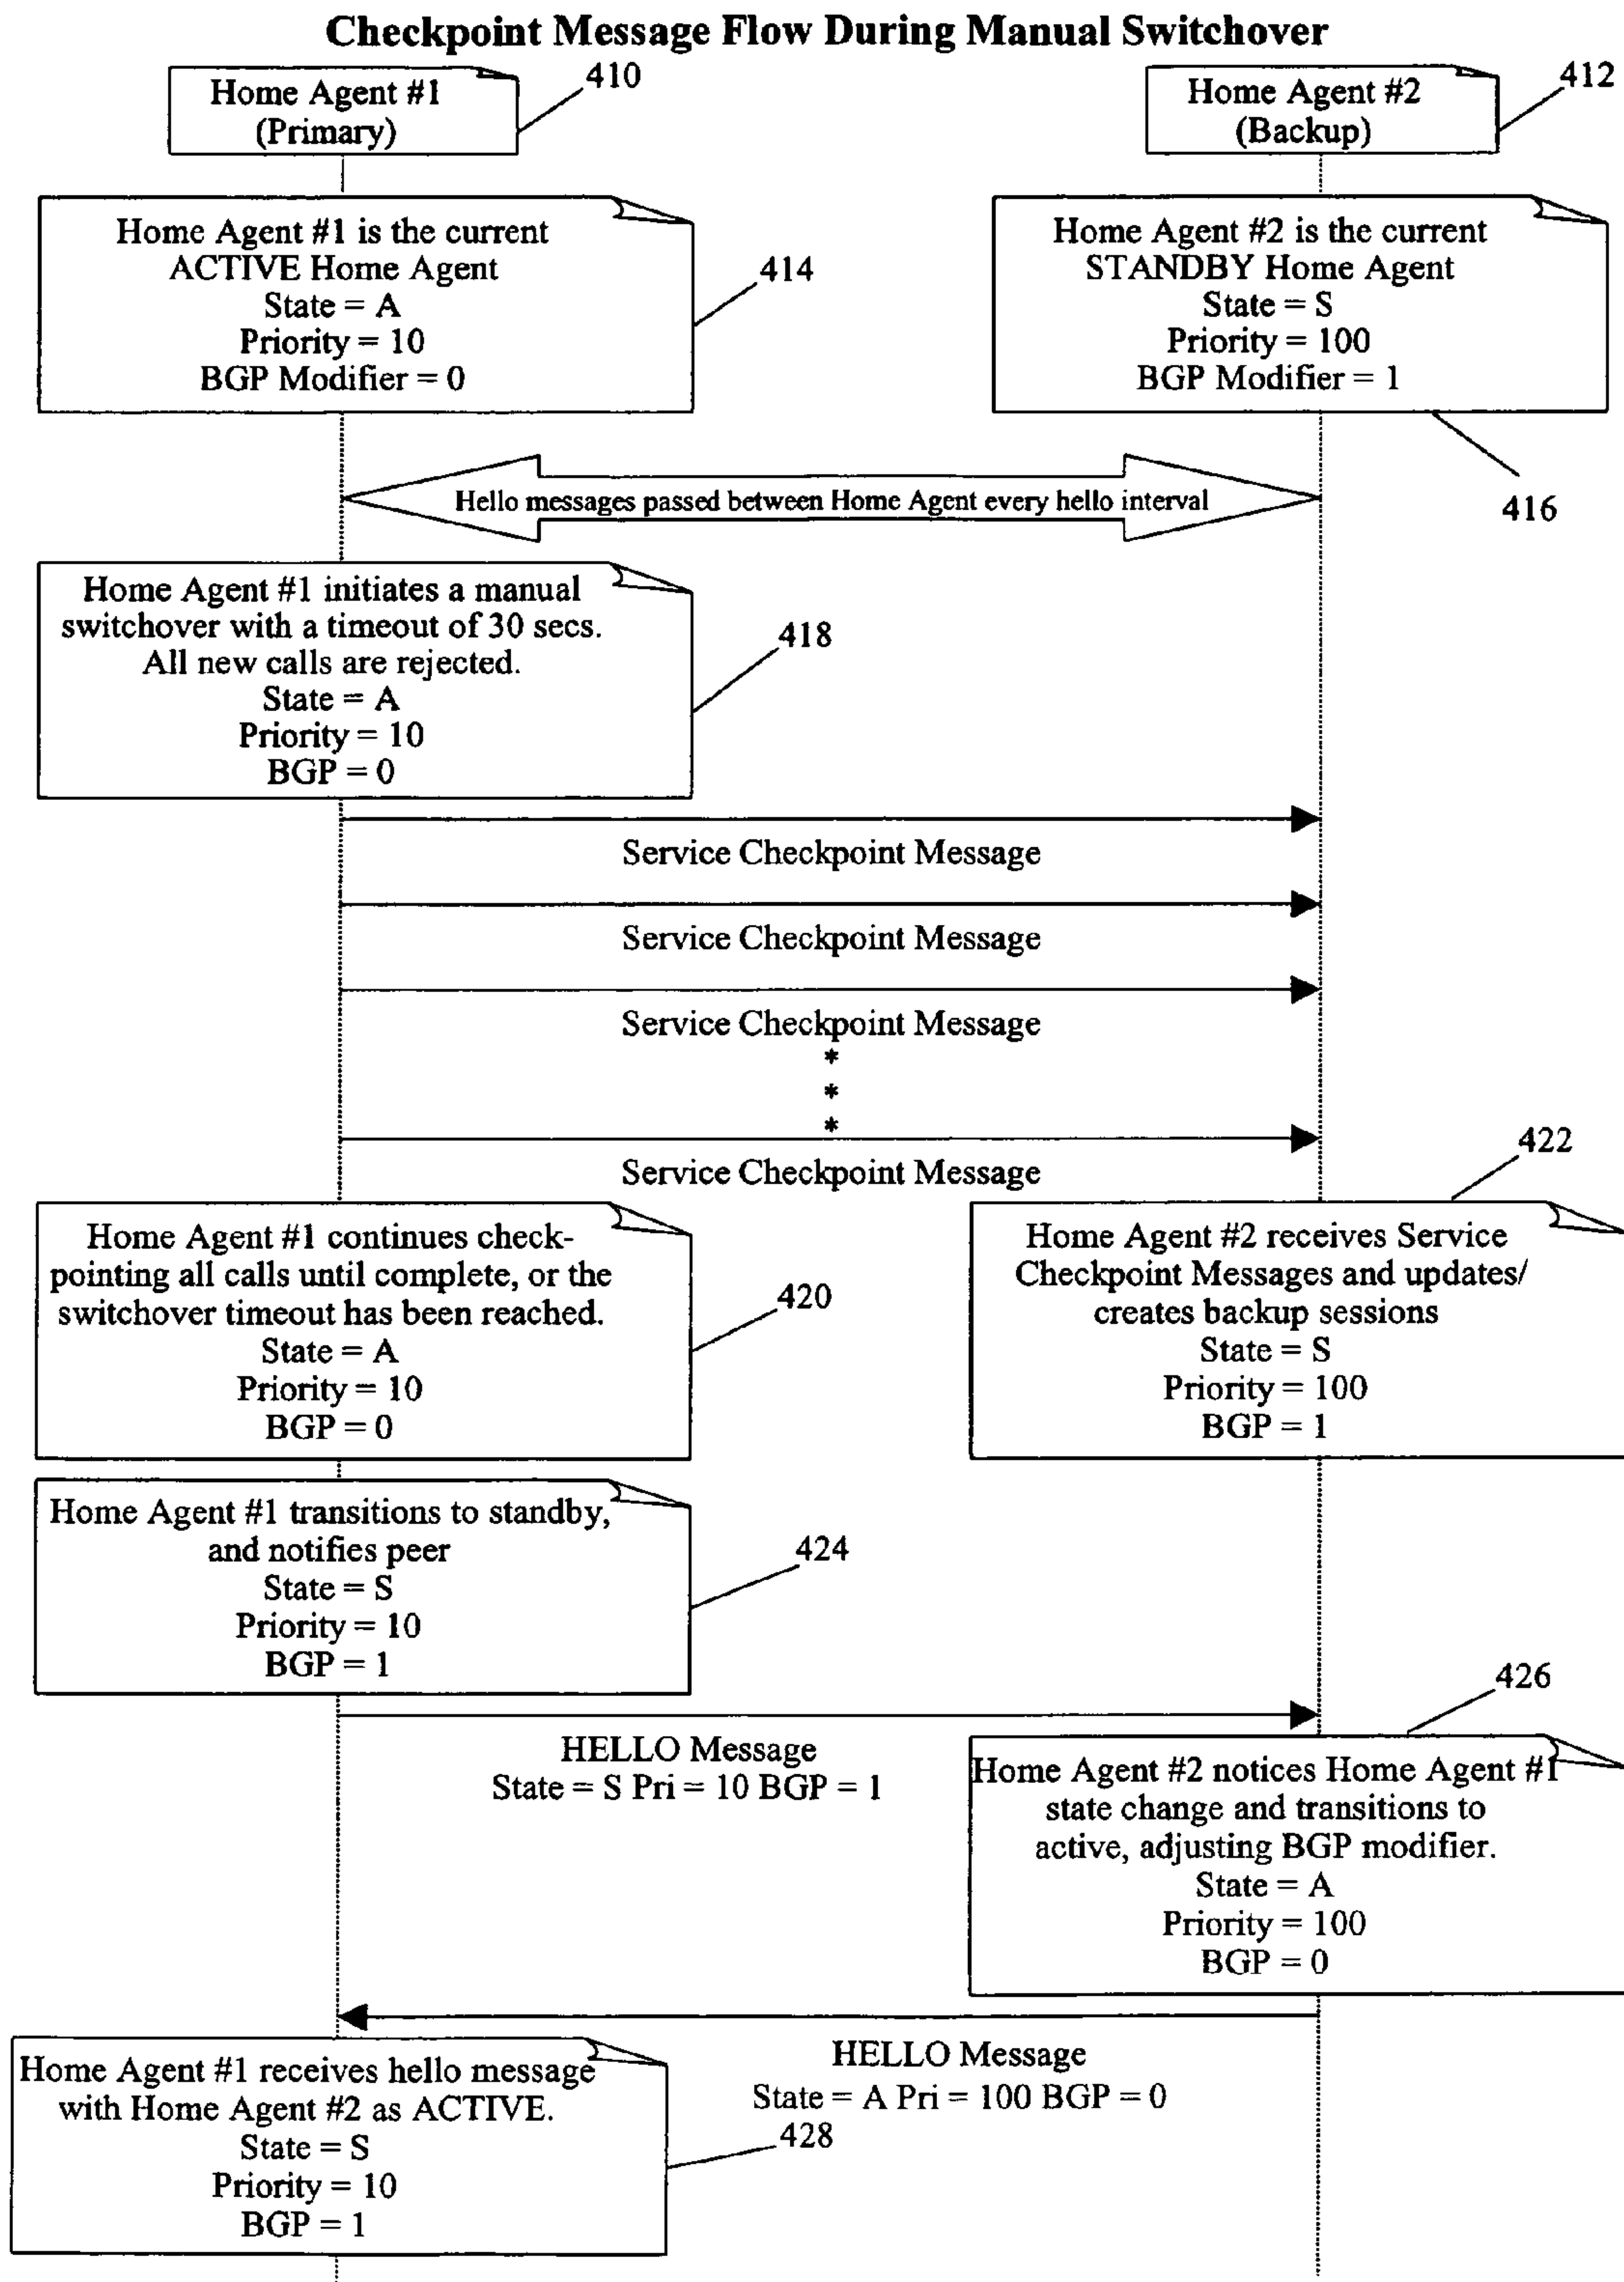 Checkpoint Message Flow During Manual Switchover
Home Agent #1
(Primary)
410
Home Agent #2
(Backup)
412
Home Agent #1 is the current
ACTIVE Home Agent
State = A
Priority = 10
BGP Modifier = 0
414
Home Agent #2 is the current
STANDBY Home Agent
State = S
Priority = 100
BGP Modifier = 1
416
Hello messages passed between Home Agent every hello interval
Home Agent #1 initiates a manual
switchover with a timeout of 30 secs.
All new calls are rejected.
State = A
Priority = 10
BGP = 0
418
Service Checkpoint Message
Service Checkpoint Message
Service Checkpoint Message
*
*
*
Service Checkpoint Message
Home Agent #1 continues check-
pointing all calls until complete, or the
switchover timeout has been reached.
State = A
Priority = 10
BGP = 0
420
422
Home Agent #2 receives Service
Checkpoint Messages and updates/
creates backup sessions
State = S
Priority = 100
BGP = 1
Home Agent #1 transitions to standby,
and notifies peer
State = S
Priority = 10
BGP = 1
424
HELLO Message
State = S Pri = 10 BGP = 1
426
Home Agent #2 notices Home Agent #1
state change and transitions to
active, adjusting BGP modifier.
State = A
Priority = 100
BGP = 0
HELLO Message
State = A Pri = 100 BGP = 0
Home Agent #1 receives hello message
with Home Agent #2 as ACTIVE.
State = S
Priority = 10
BGP = 1
428